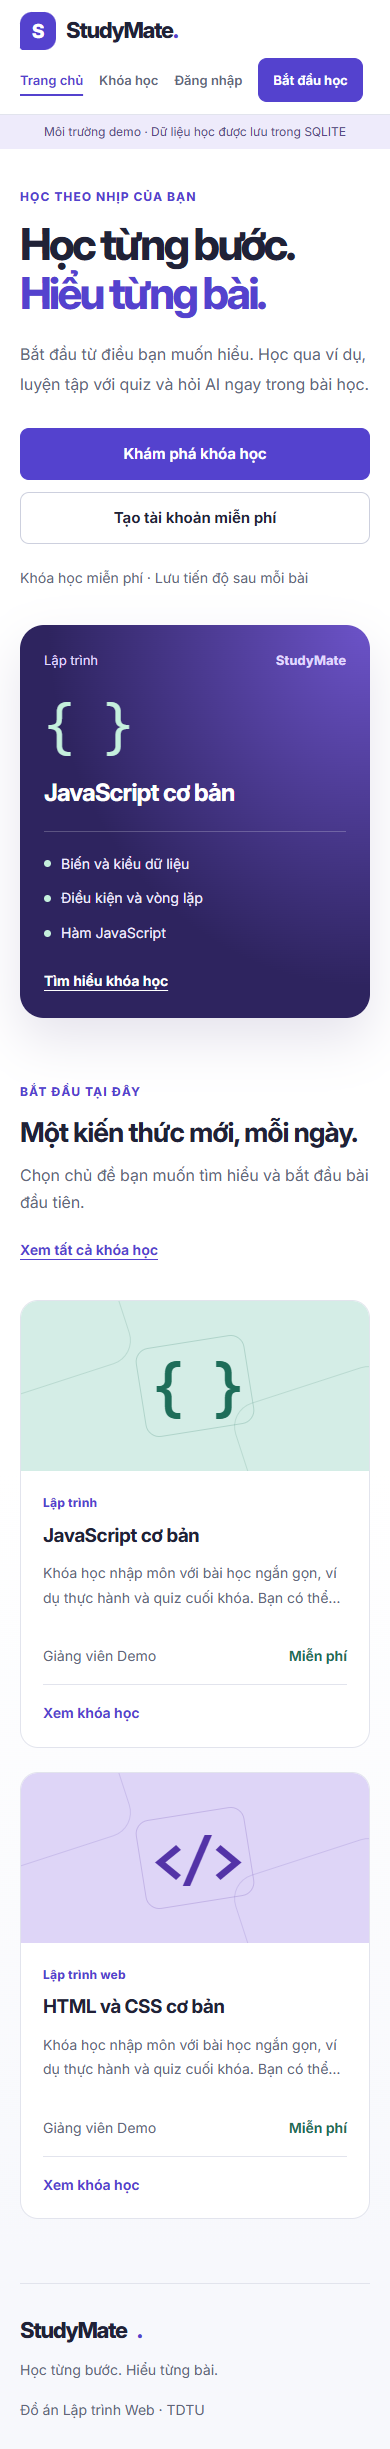 S StudyMate.
Trang chủ Khóa học Đăng nhập Bắt đầu học
Môi trường demo · Dữ liệu học được lưu trong SQLITE
HỌC THEO NHỊP CỦA BẠN
Học từng bước.
Hiểu từng bài.
Bắt đầu từ điều bạn muốn hiểu. Học qua ví dụ,
luyện tập với quiz và hỏi AI ngay trong bài học.
Khám phá khóa học
Tạo tài khoản miễn phí
Khóa học miễn phí · Lưu tiến độ sau mỗi bài
Lập trình StudyMate
{ }
JavaScript cơ bản
Biến và kiểu dữ liệu
Điều kiện và vòng lặp
Hàm JavaScript
Tìm hiểu khóa học
BẮT ĐẦU TẠI ĐÂY
Một kiến thức mới, mỗi ngày.
Chọn chủ đề bạn muốn tìm hiểu và bắt đầu bài
đầu tiên.
Xem tất cả khóa học
{ }
Lập trình
JavaScript cơ bản
Khóa học nhập môn với bài học ngắn gọn, ví
dụ thực hành và quiz cuối khóa. Bạn có thể...
Giảng viên Demo Miễn phí
Xem khóa học
</>
Lập trình web
HTML và CSS cơ bản
Khóa học nhập môn với bài học ngắn gọn, ví
dụ thực hành và quiz cuối khóa. Bạn có thể...
Giảng viên Demo Miễn phí
Xem khóa học
StudyMate .
Học từng bước. Hiểu từng bài.
Đồ án Lập trình Web · TDTU